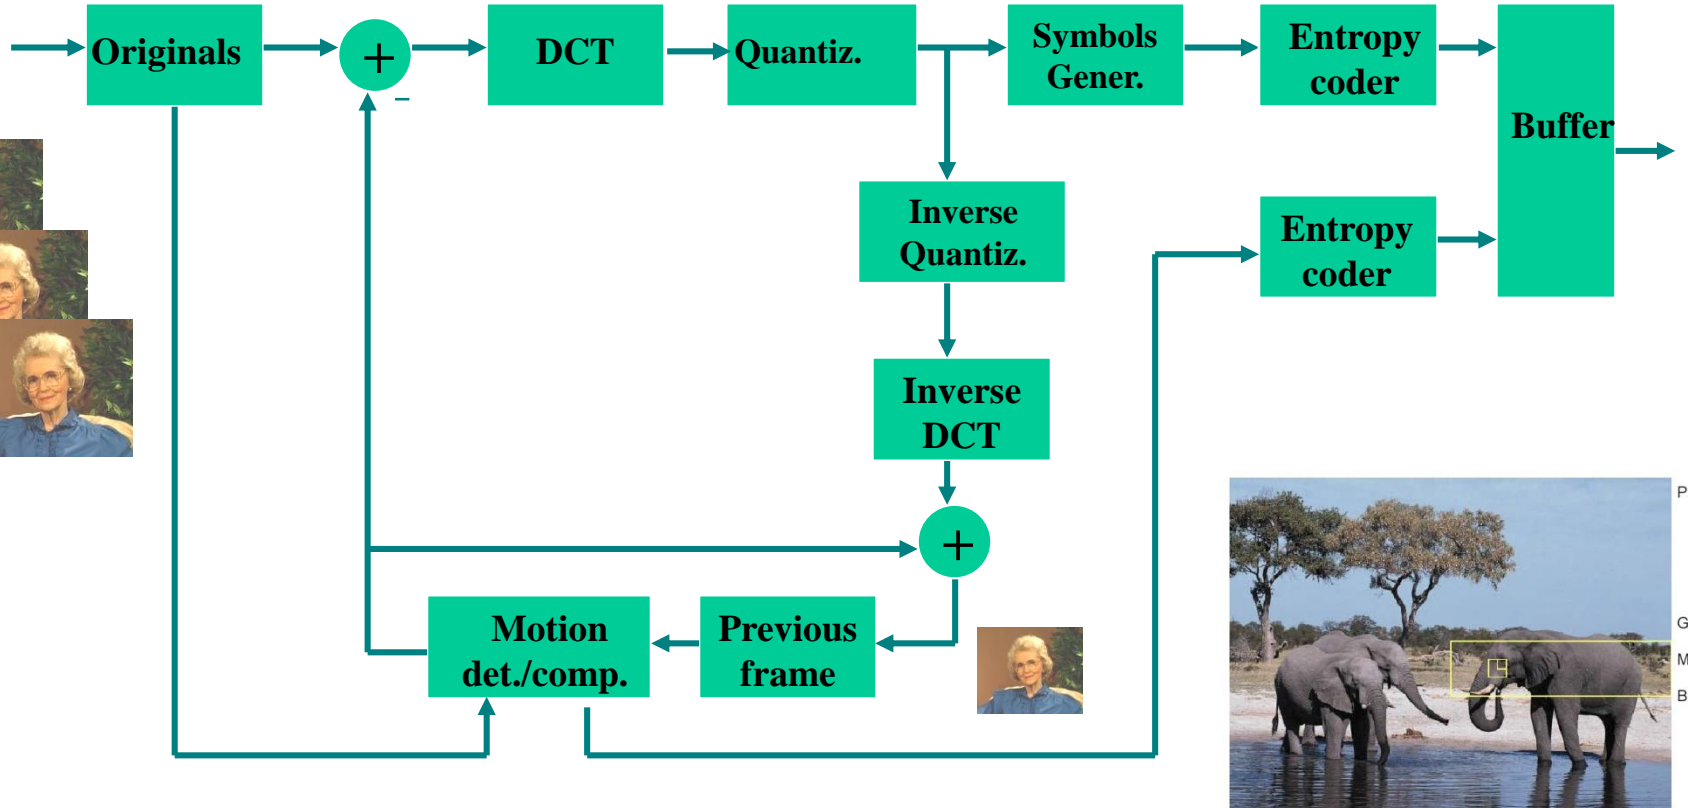 Originals
+
–
DCT
Quantiz.
Symbols
Gener.
Entropy
coder
Buffer
Inverse
Quantiz.
Entropy
coder
Inverse
DCT
+
Motion
det./comp.
Previous
frame
P
G
M
B